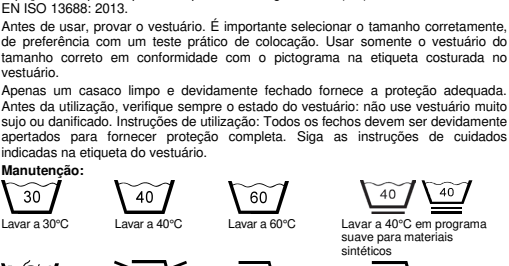 EN ISO 13688: 2013.
Antes de usar, provar o vestuário. É importante selecionar o tamanho corretamente,
de preferência com um teste prático de colocação. Usar somente o vestuário do
tamanho correto em conformidade com o pictograma na etiqueta costurada no
vestuário.
Apenas um casaco limpo e devidamente fechado fornece a proteção adequada.
Antes da utilização, verifique sempre o estado do vestuário: não use vestuário muito
sujo ou danificado. Instruções de utilização: Todos os fechos devem ser devidamente
apertados para fornecer proteção completa. Siga as instruções de cuidados
indicadas na etiqueta do vestuário.
Manutenção:
30 40 60 40 40
Lavar a 30°C Lavar a 40°C Lavar a 60°C Lavar a 40°C em programa
suave para materiais
sintéticos